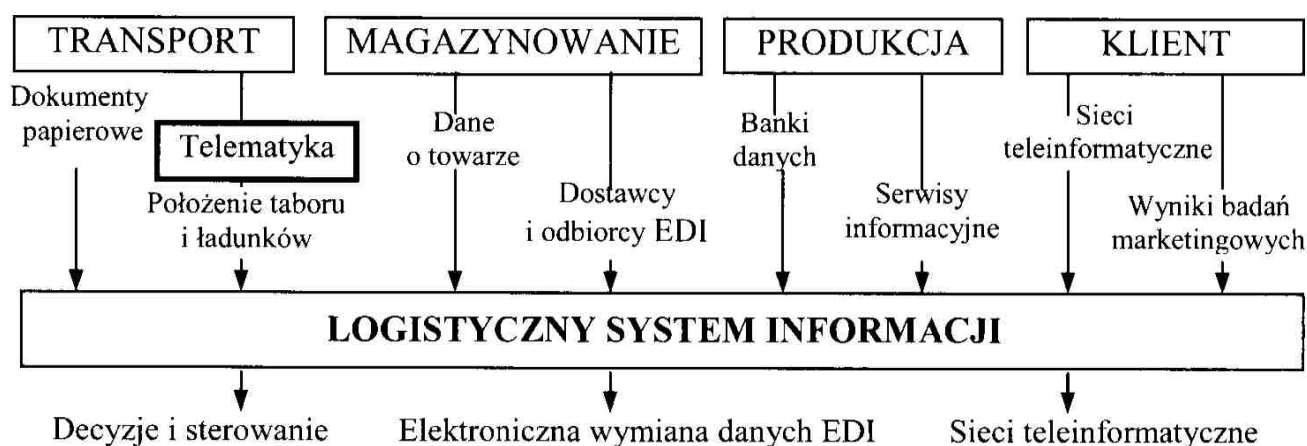 TRANSPORT
MAGAZYNOWANIE
PRODUKCJA
KLIENT
Dokumenty
papierowe
Telematyka
Położenie taboru
i ładunków
Dane
o towarze
Dostawcy
i odbiorcy EDI
Banki
danych
Serwisy
informacyjne
Sieci
teleinformatyczne
Wyniki badań
marketingowych
LOGISTYCZNY SYSTEM INFORMACJI
Decyzje i sterowanie
Elektroniczna wymiana danych EDI
Sieci teleinformatyczne